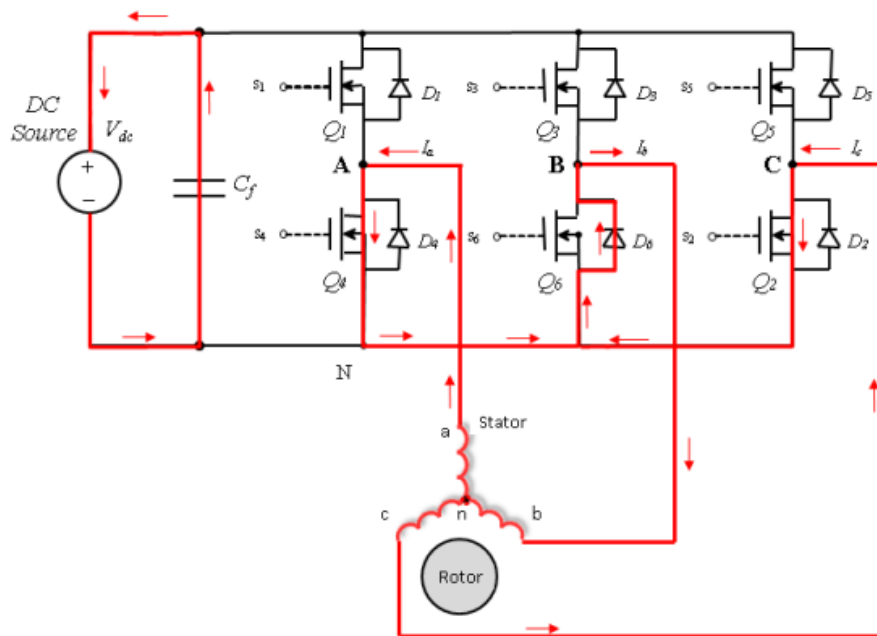 DC
Source
V_dc
+
−
C_f
s1
Q1
D1
s3
Q3
D3
s5
Q5
D5
A
I_a
B
I_b
C
I_c
s4
Q4
D4
s6
Q6
D6
s2
Q2
D2
N
Stator
a
c
n
b
Rotor